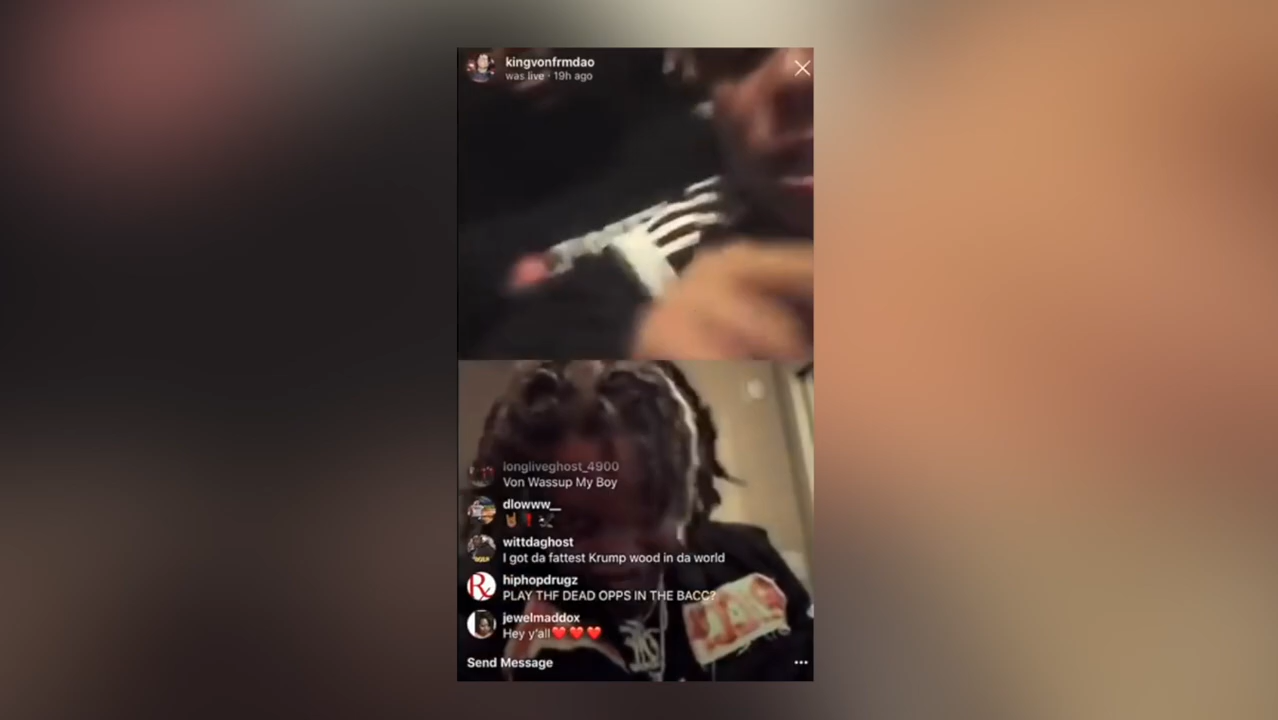 kingvonfrmdao
was live · 19h ago
longliveghost_4900
Von Wassup My Boy
dlowww__
🤘🏾❗
wittdaghost
I got da fattest Krump wood in da world
hiphopdrugz
PLAY THF DEAD OPPS IN THE BACC?
jewelmaddox
Hey y'all❤️❤️❤️
Send Message